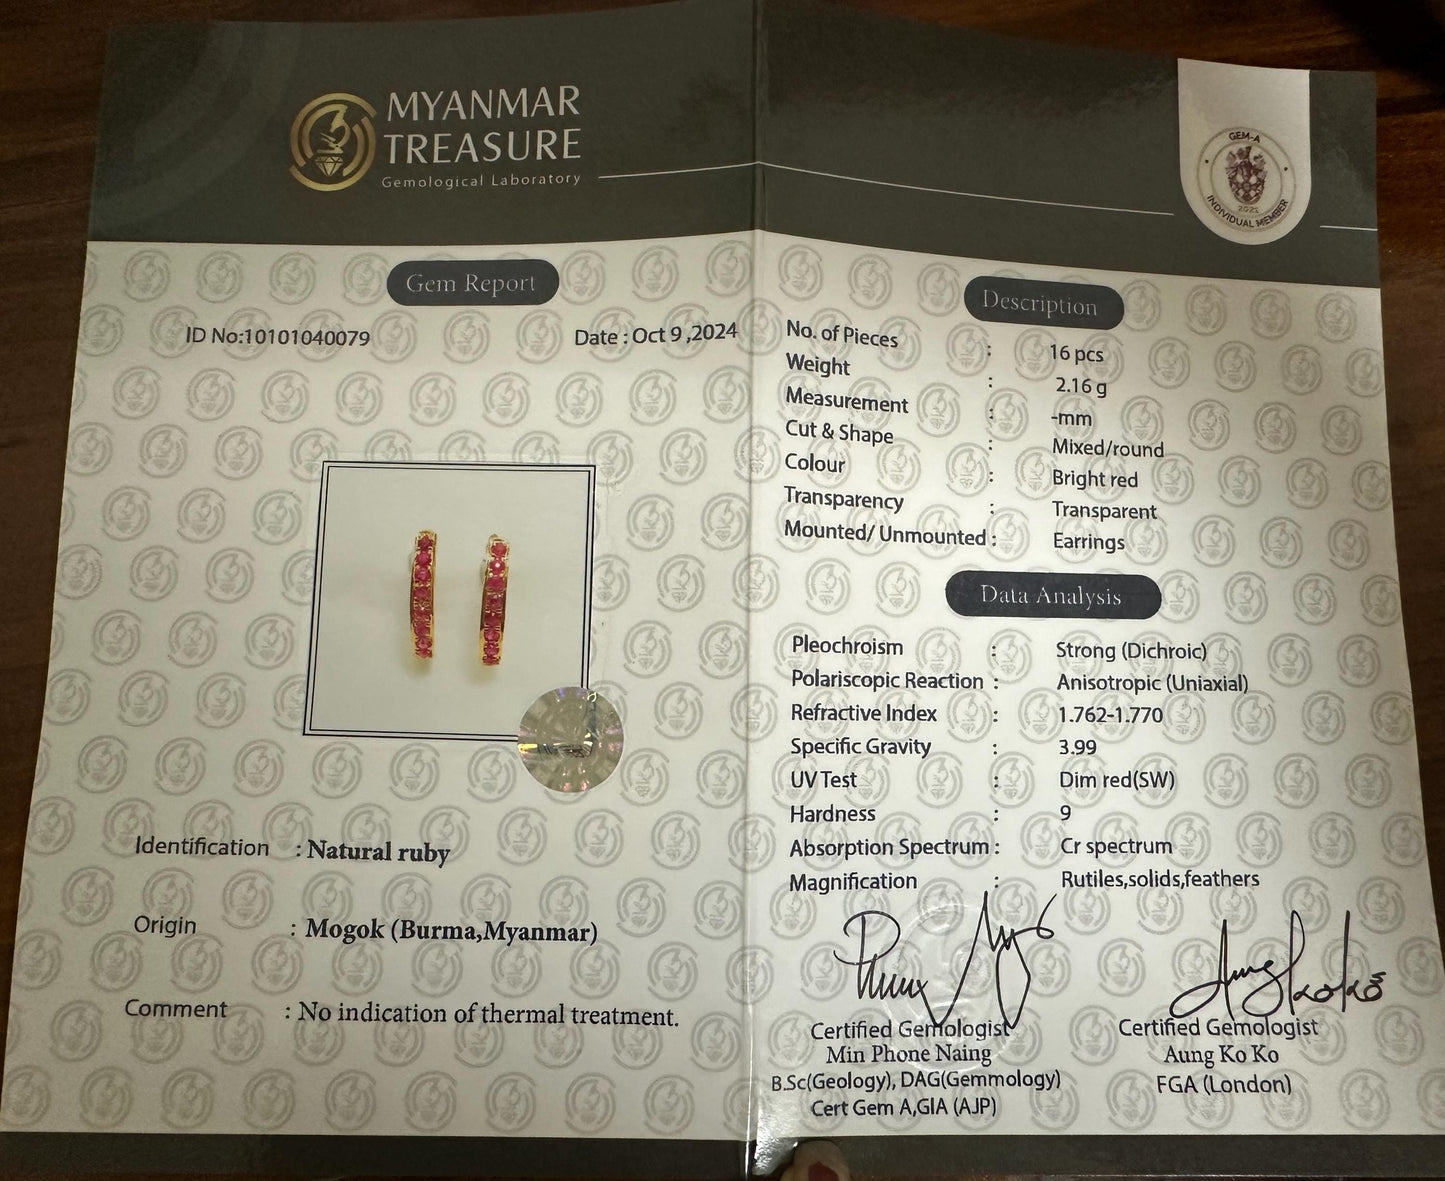 MYANMAR
TREASURE
Gemological Laboratory
GEM-A
2021
INDIVIDUAL MEMBER
Gem Report
ID No:10101040079
Date : Oct 9 ,2024
Identification : Natural ruby
Origin : Mogok (Burma,Myanmar)
Comment : No indication of thermal treatment.
Description
No. of Pieces : 16 pcs
Weight : 2.16 g
Measurement : -mm
Cut & Shape : Mixed/round
Colour : Bright red
Transparency : Transparent
Mounted/ Unmounted : Earrings
Data Analysis
Pleochroism : Strong (Dichroic)
Polariscopic Reaction : Anisotropic (Uniaxial)
Refractive Index : 1.762-1.770
Specific Gravity : 3.99
UV Test : Dim red(SW)
Hardness : 9
Absorption Spectrum : Cr spectrum
Magnification : Rutiles,solids,feathers
Aung Ko Ko
Certified Gemologist
Min Phone Naing
B.Sc(Geology), DAG(Gemmology)
Cert Gem A,GIA (AJP)
Certified Gemologist
Aung Ko Ko
FGA (London)